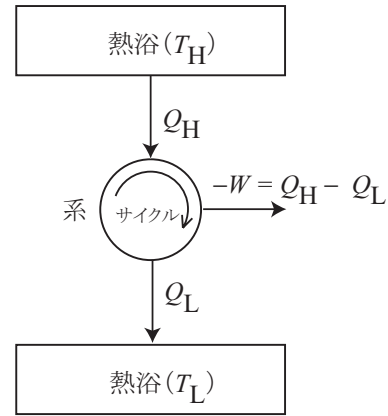 熱浴(T_H)
Q_H
−W = Q_H − Q_L
系
サイクル
Q_L
熱浴(T_L)